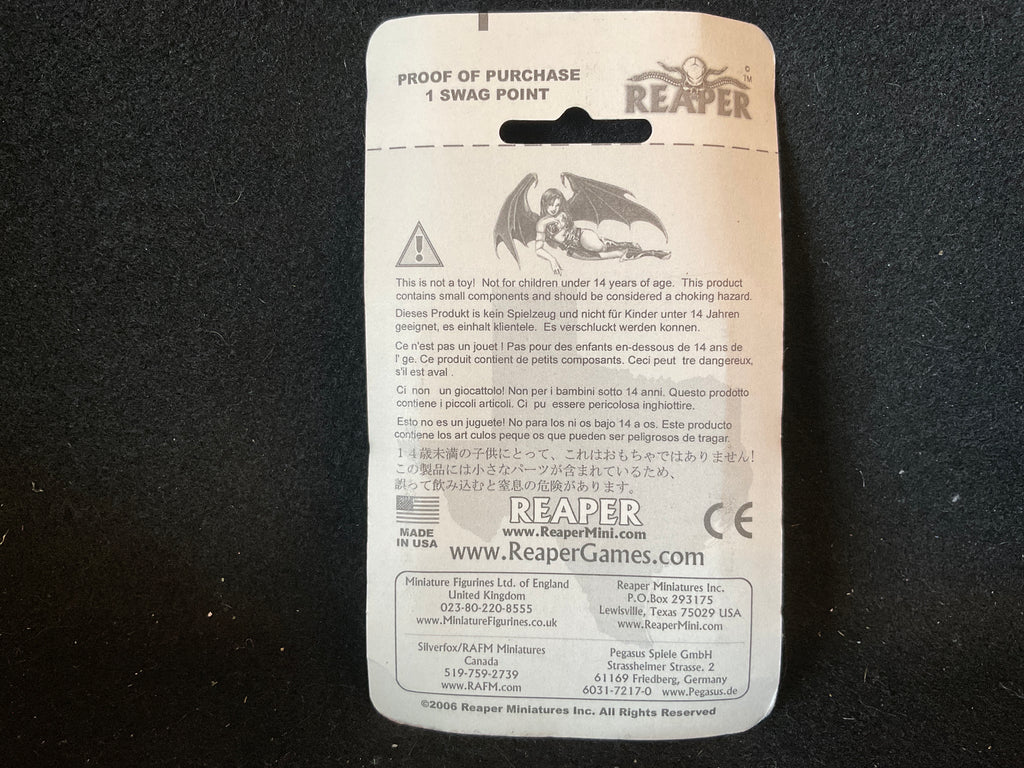 PROOF OF PURCHASE
1 SWAG POINT
REAPER
© TM
This is not a toy! Not for children under 14 years of age. This product
contains small components and should be considered a choking hazard.
Dieses Produkt is kein Spielzeug und nicht für Kinder unter 14 Jahren
geeignet, es einhalt klientele. Es verschluckt werden konnen.
Ce n'est pas un jouet ! Pas pour des enfants en-dessous de 14 ans de
l' ge. Ce produit contient de petits composants. Ceci peut tre dangereux,
s'il est aval .
Ci non un giocattolo! Non per i bambini sotto 14 anni. Questo prodotto
contiene i piccoli articoli. Ci pu essere pericolosa inghiottire.
Esto no es un juguete! No para los ni os bajo 14 a os. Este producto
contiene los art culos peque os que pueden ser peligrosos de tragar.
14歳未満の子供にとって、これはおもちゃではありません!
この製品には小さなパーツが含まれているため、
誤って飲み込むと窒息の危険があります。
REAPER
www.ReaperMini.com
CE
MADE
IN USA
www.ReaperGames.com
Miniature Figurines Ltd. of England
United Kingdom
023-80-220-8555
www.MiniatureFigurines.co.uk
Reaper Miniatures Inc.
P.O.Box 293175
Lewisville, Texas 75029 USA
www.ReaperMini.com
Silverfox/RAFM Miniatures
Canada
519-759-2739
www.RAFM.com
Pegasus Spiele GmbH
Strassheimer Strasse. 2
61169 Friedberg, Germany
6031-7217-0 www.Pegasus.de
©2006 Reaper Miniatures Inc. All Rights Reserved